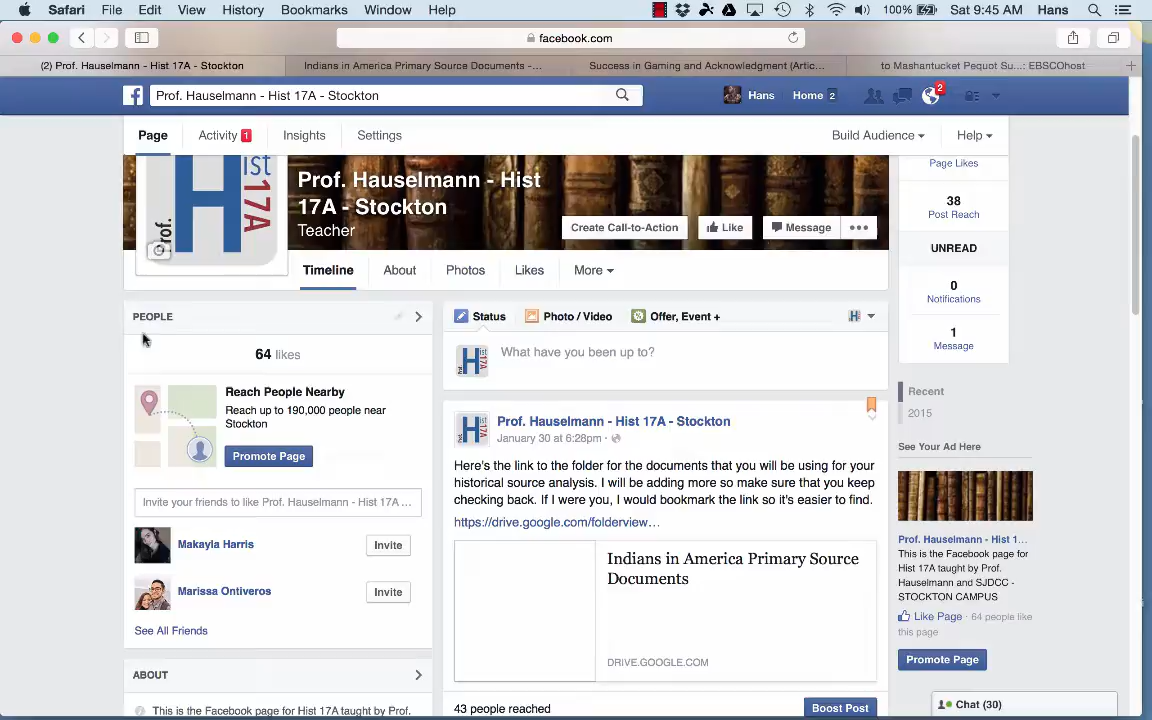 Safari File Edit View History Bookmarks Window Help 100% Sat 9:45 AM Hans
facebook.com
(2) Prof. Hauselmann - Hist 17A - Stockton
Indians in America Primary Source Documents -...
Success in Gaming and Acknowledgment (Artic...
to Mashantucket Pequot Su...: EBSCOhost
Prof. Hauselmann - Hist 17A - Stockton
Hans Home 2 2
Page Activity 1 Insights Settings Build Audience Help
Prof. Hauselmann - Hist
17A - Stockton
Teacher
Prof. Hist 17A
Create Call-to-Action Like Message
Timeline About Photos Likes More
Page Likes
38
Post Reach
UNREAD
0
Notifications
1
Message
Recent
2015
PEOPLE
64 likes
Reach People Nearby
Reach up to 190,000 people near
Stockton
Promote Page
Invite your friends to like Prof. Hauselmann - Hist 17A ...
Makayla Harris Invite
Marissa Ontiveros Invite
See All Friends
ABOUT
This is the Facebook page for Hist 17A taught by Prof.
Status Photo / Video Offer, Event +
What have you been up to?
Prof. Hauselmann - Hist 17A - Stockton
January 30 at 6:28pm ·
Here's the link to the folder for the documents that you will be using for your
historical source analysis. I will be adding more so make sure that you keep
checking back. If I were you, I would bookmark the link so it's easier to find.
https://drive.google.com/folderview…
Indians in America Primary Source
Documents
DRIVE.GOOGLE.COM
43 people reached Boost Post
See Your Ad Here
Prof. Hauselmann - Hist 1...
This is the Facebook page for
Hist 17A taught by Prof.
Hauselmann and SJDCC -
STOCKTON CAMPUS
Like Page · 64 people like
this page
Promote Page
Chat (30)